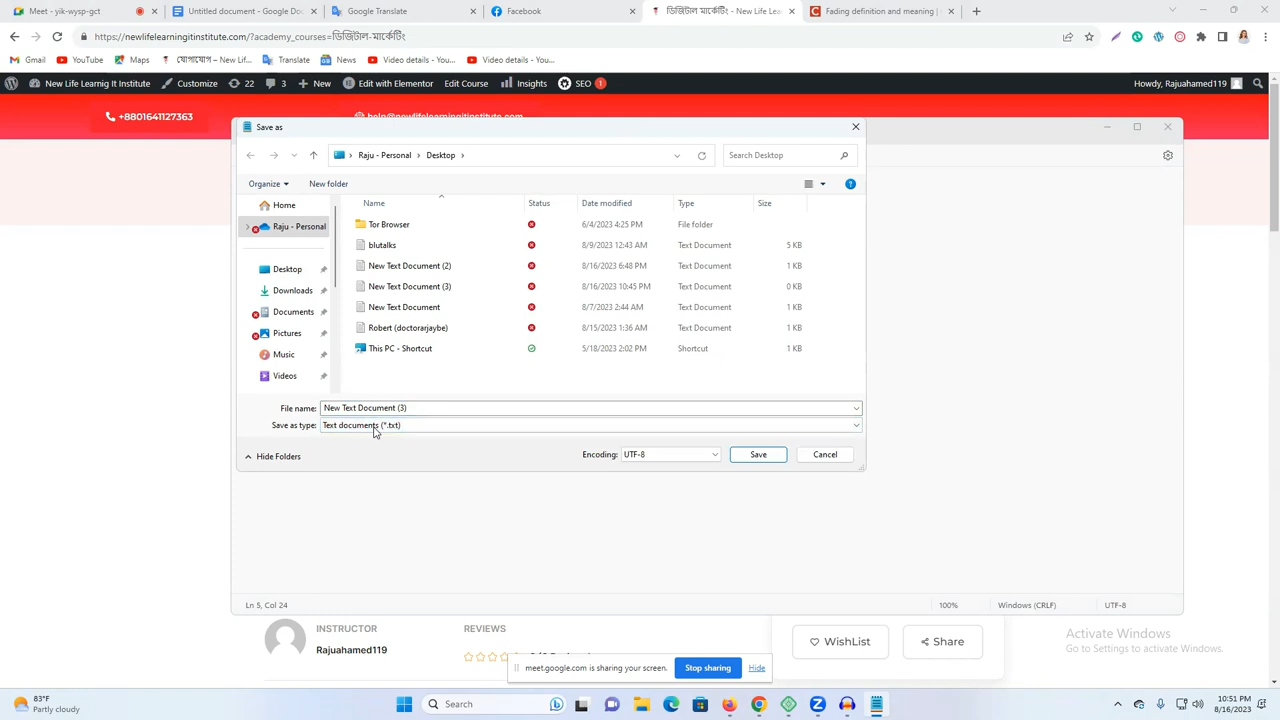 Meet - yik-wysp-gct
Untitled document - Google Doc
Google Translate
Facebook
ডিজিটাল মার্কেটিং - New Life Lear
Fading definition and meaning |
newlifelearningitinstitute.com/?academy_courses=ডিজিটাল-মার্কেটিং
Gmail
YouTube
Maps
যোগাযোগ – New Lif...
Translate
News
Video details - You...
Video details - You...
New Life Learnig It Institute
Customize
22
3
New
Edit with Elementor
Edit Course
Insights
SEO
1
Howdy, Rajuahamed119
+8801641127363
help@newlifelearningitinstitute.com
Save as
Raju - Personal
Desktop
Search Desktop
Organize
New folder
Name
Status
Date modified
Type
Size
Home
Raju - Personal
Desktop
Downloads
Documents
Pictures
Music
Videos
Tor Browser
6/4/2023 4:25 PM
File folder
blutalks
8/9/2023 12:43 AM
Text Document
5 KB
New Text Document (2)
8/16/2023 6:48 PM
Text Document
1 KB
New Text Document (3)
8/16/2023 10:45 PM
Text Document
0 KB
New Text Document
8/7/2023 2:44 AM
Text Document
1 KB
Robert (doctorarjaybe)
8/15/2023 1:36 AM
Text Document
1 KB
This PC - Shortcut
5/18/2023 2:02 PM
Shortcut
1 KB
File name:
New Text Document (3)
Save as type:
Text documents (*.txt)
Hide Folders
Encoding:
UTF-8
Save
Cancel
Ln 5, Col 24
100%
Windows (CRLF)
UTF-8
INSTRUCTOR
Rajuahamed119
REVIEWS
WishList
Share
Activate Windows
Go to Settings to activate Windows.
meet.google.com is sharing your screen.
Stop sharing
Hide
83°F
Partly cloudy
Search
10:51 PM
8/16/2023